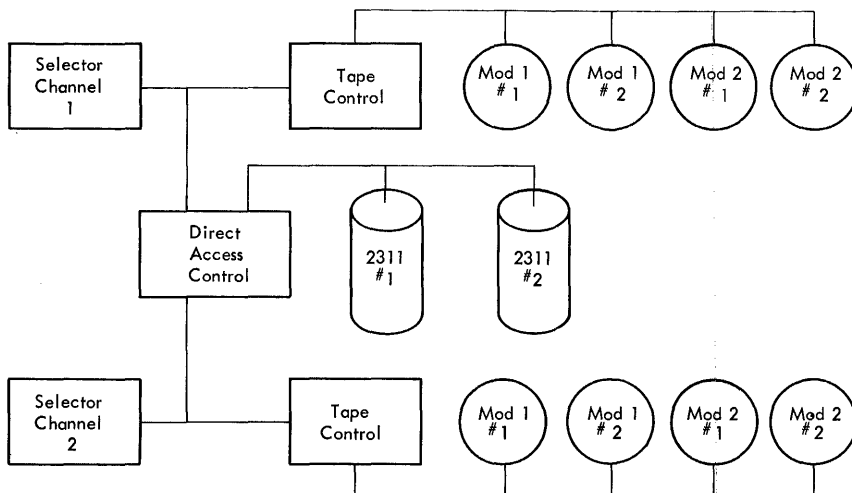 Selector
Channel
1
Tape
Control
Mod 1
# 1
Mod 1
# 2
Mod 2
# 1
Mod 2
# 2
Direct
Access
Control
2311
# 1
2311
# 2
Selector
Channel
2
Tape
Control
Mod 1
# 1
Mod 1
# 2
Mod 2
# 1
Mod 2
# 2